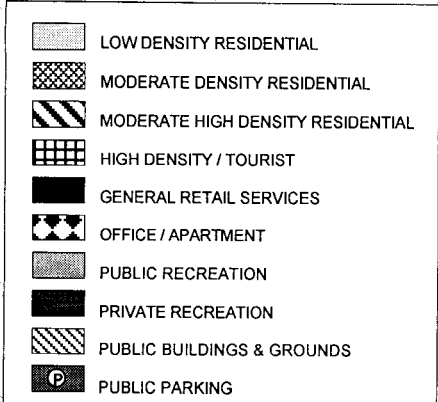 LOW DENSITY RESIDENTIAL
MODERATE DENSITY RESIDENTIAL
MODERATE HIGH DENSITY RESIDENTIAL
HIGH DENSITY / TOURIST
GENERAL RETAIL SERVICES
OFFICE / APARTMENT
PUBLIC RECREATION
PRIVATE RECREATION
PUBLIC BUILDINGS & GROUNDS
P PUBLIC PARKING